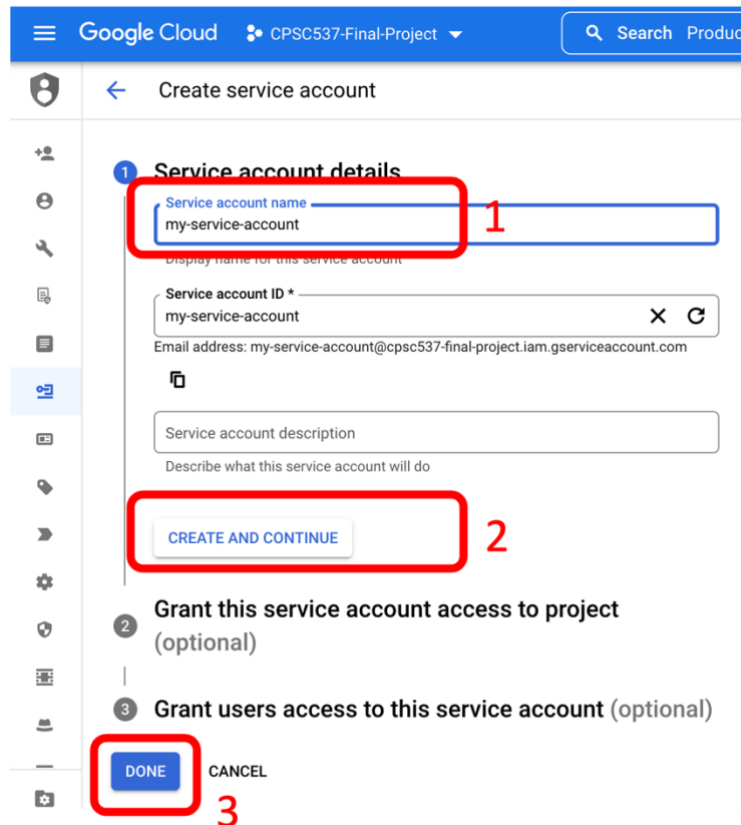 Google Cloud CPSC537-Final-Project Search Produc
Create service account
1 Service account details
Service account name
my-service-account 1
Display name for this service account
Service account ID *
my-service-account
Email address: my-service-account@cpsc537-final-project.iam.gserviceaccount.com
Service account description
Describe what this service account will do
CREATE AND CONTINUE 2
2 Grant this service account access to project
(optional)
3 Grant users access to this service account (optional)
DONE CANCEL
3